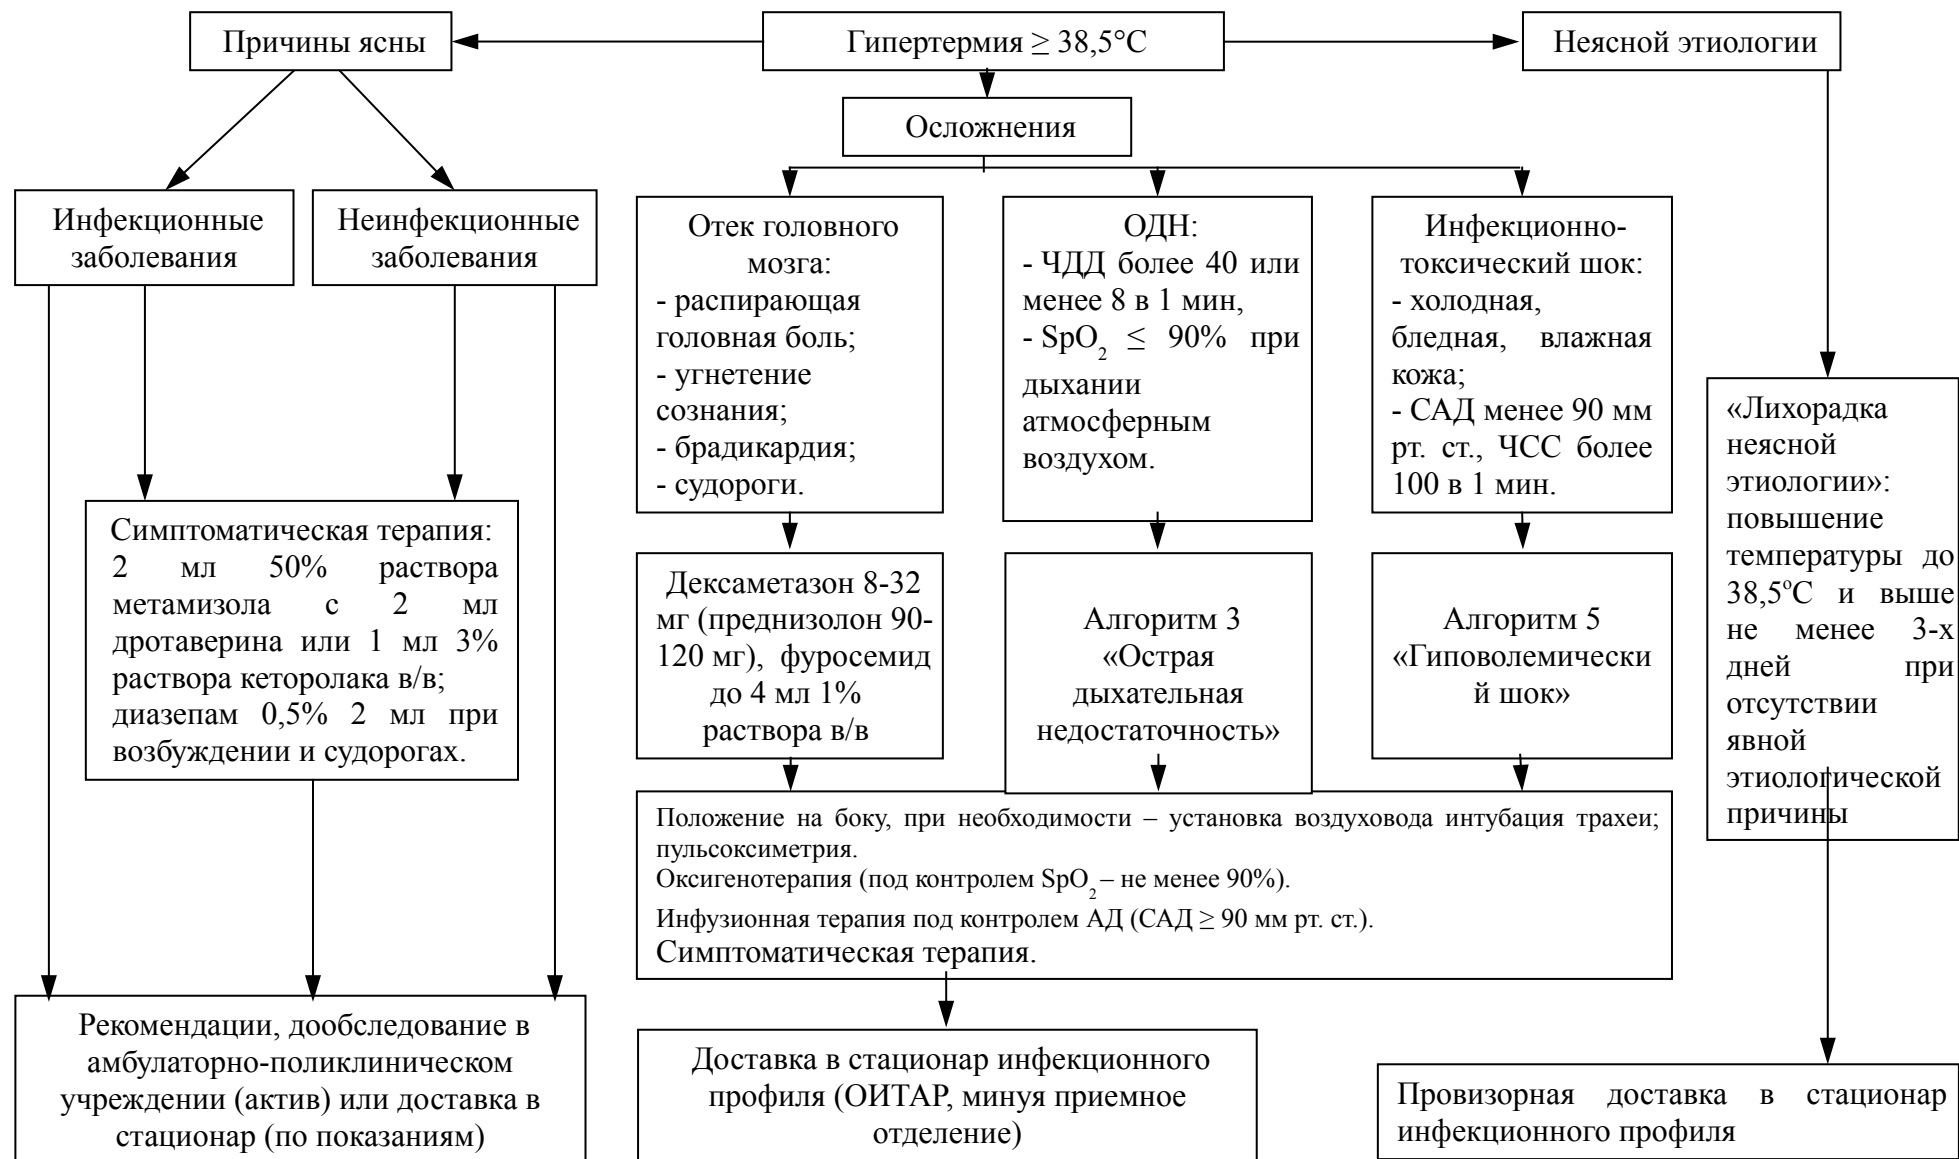 Причины ясны
Гипертермия ≥ 38,5°С
Неясной этиологии
Осложнения
Инфекционные
заболевания
Неинфекционные
заболевания
Отек головного
мозга:
- распирающая
головная боль;
- угнетение
сознания;
- брадикардия;
- судороги.
ОДН:
- ЧДД более 40 или
менее 8 в 1 мин,
- SpO2 ≤ 90% при
дыхании
атмосферным
воздухом.
Инфекционно-
токсический шок:
- холодная,
бледная, влажная
кожа;
- САД менее 90 мм
рт. ст., ЧСС более
100 в 1 мин.
«Лихорадка
неясной
этиологии»:
повышение
температуры до
38,5°С и выше
не менее 3-х
дней при
отсутствии
явной
этиологической
причины
Симптоматическая терапия:
2 мл 50% раствора
метамизола с 2 мл
дротаверина или 1 мл 3%
раствора кеторолака в/в;
диазепам 0,5% 2 мл при
возбуждении и судорогах.
Дексаметазон 8-32
мг (преднизолон 90-
120 мг), фуросемид
до 4 мл 1%
раствора в/в
Алгоритм 3
«Острая
дыхательная
недостаточность»
Алгоритм 5
«Гиповолемически
й шок»
Положение на боку, при необходимости – установка воздуховода интубация трахеи;
пульсоксиметрия.
Оксигенотерапия (под контролем SpO2 – не менее 90%).
Инфузионная терапия под контролем АД (САД ≥ 90 мм рт. ст.).
Симптоматическая терапия.
Рекомендации, дообследование в
амбулаторно-поликлиническом
учреждении (актив) или доставка в
стационар (по показаниям)
Доставка в стационар инфекционного
профиля (ОИТАР, минуя приемное
отделение)
Провизорная доставка в стационар
инфекционного профиля